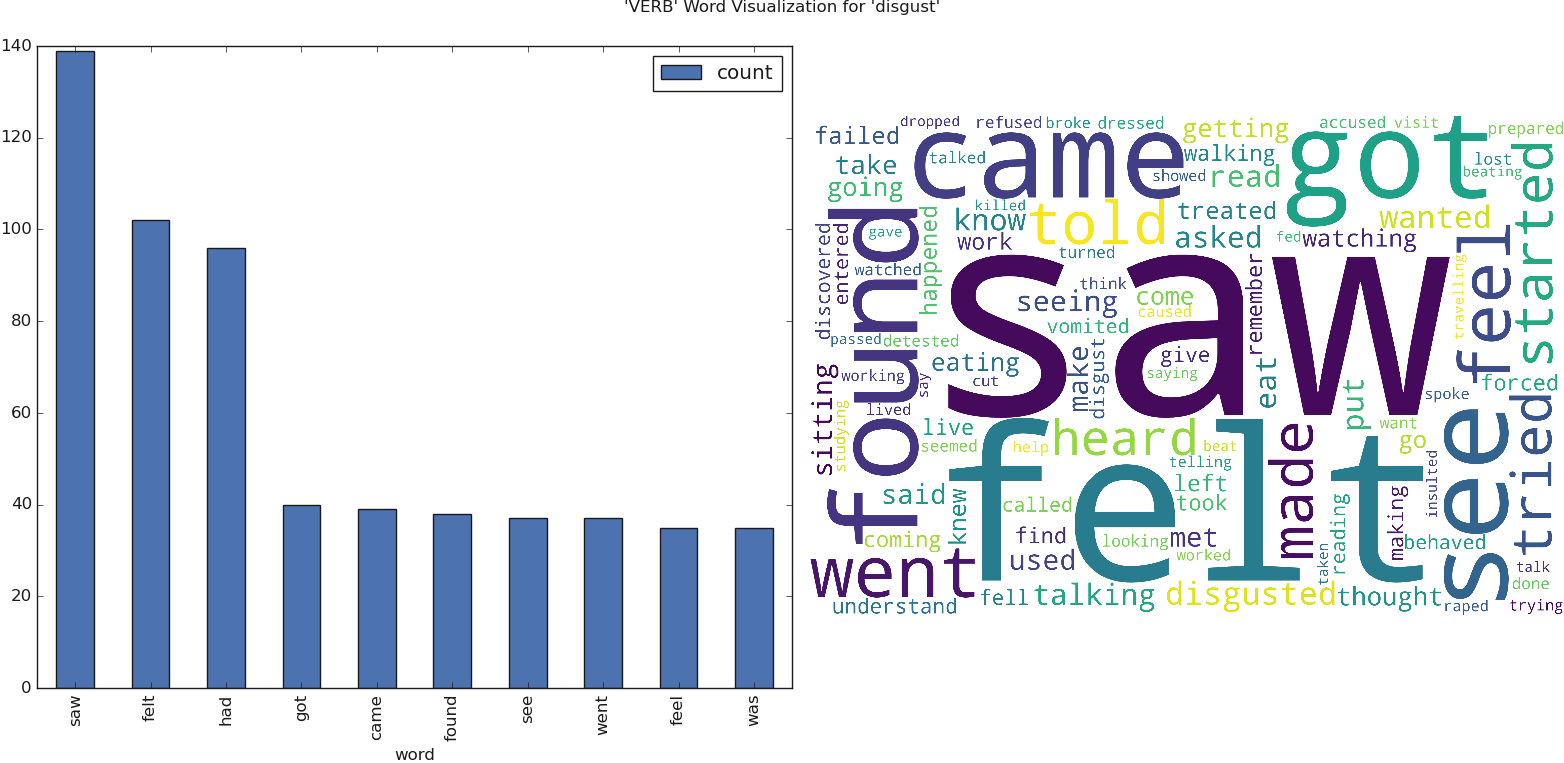 'VERB' Word Visualization for 'disgust'
140
120
100
80
60
40
20
0
count
saw
felt
had
got
came
found
see
went
feel
was
word
dropped
refused
broke
dressed
accused
visit
prepared
failed
came
getting
got
take
talked
walking
lost
going
showed
read
beating
started
killed
know
told
treated
wanted
found
discovered
entered
happened
gave
work
asked
fed
watching
feel
watched
turned
saw
remember
travelling
think
seeing
come
caused
vomited
passed
detested
working
eating
cut
make
disgust
give
saying
eat
put
forced
spoke
sitting
studying
say
lived
live
seemed
help
felt
heard
beat
made
want
go
see
tried
telling
said
left
took
called
insulted
knew
coming
find
used
looking
met
worked
reading
making
behaved
went
taken
talk
done
understand
fell
talking
disgusted
thought
raped
trying